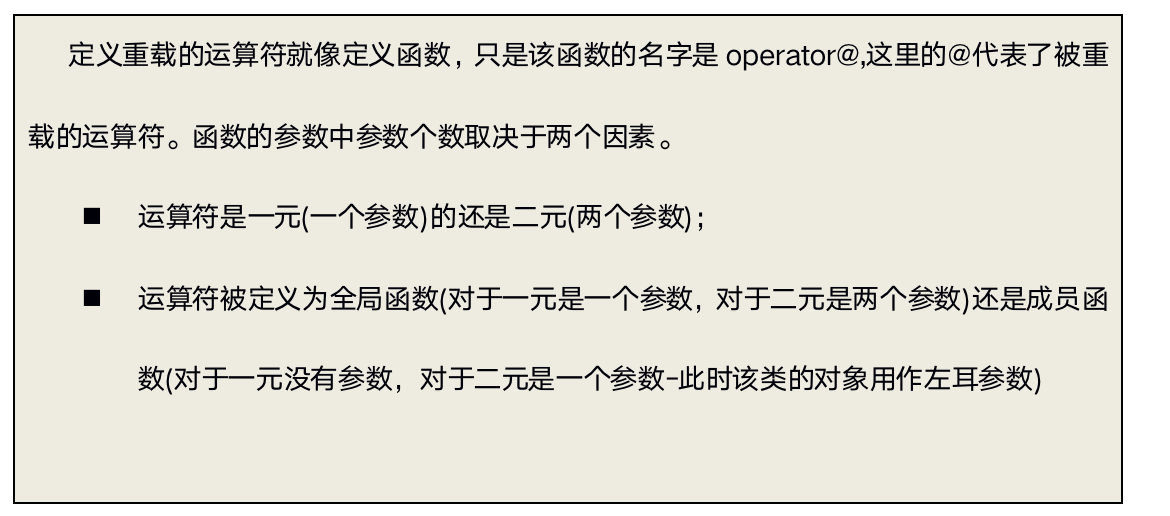 定义重载的运算符就像定义函数，只是该函数的名字是 operator@,这里的@代表了被重
载的运算符。函数的参数中参数个数取决于两个因素。
■ 运算符是一元(一个参数)的还是二元(两个参数)；
■ 运算符被定义为全局函数(对于一元是一个参数，对于二元是两个参数)还是成员函
数(对于一元没有参数，对于二元是一个参数-此时该类的对象用作左耳参数)